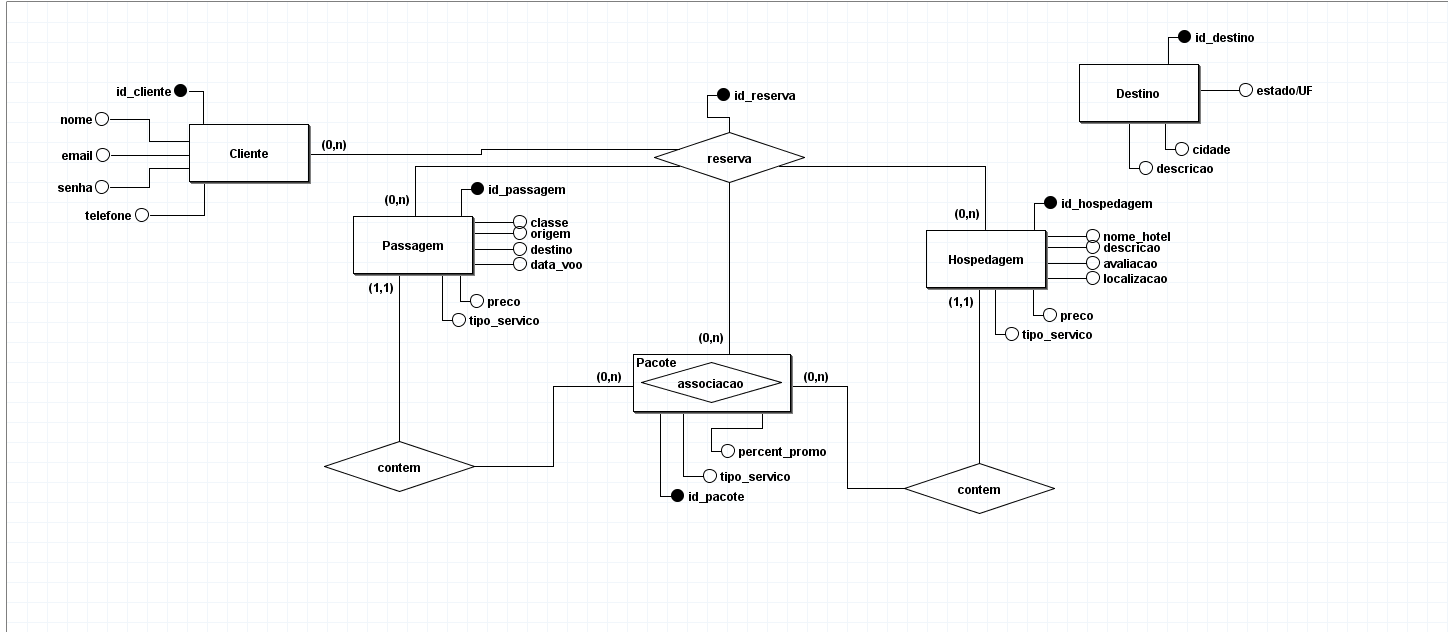 id_destino
Destino
estado/UF
cidade
descricao
id_cliente
nome
email
senha
telefone
Cliente
(0,n)
id_reserva
reserva
(0,n)
id_passagem
Passagem
classe
origem
destino
data_voo
preco
tipo_servico
(1,1)
(0,n)
id_hospedagem
Hospedagem
nome_hotel
descricao
avaliacao
localizacao
preco
tipo_servico
(1,1)
(0,n)
Pacote
associacao
(0,n)
(0,n)
percent_promo
tipo_servico
id_pacote
contem
contem